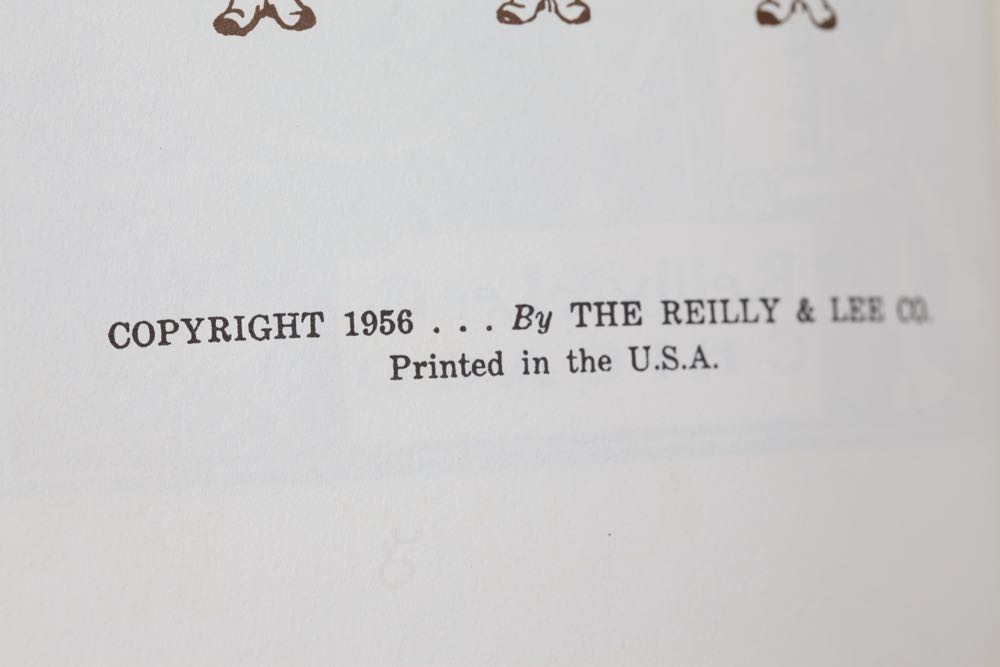 COPYRIGHT 1956 . . . By THE REILLY & LEE CO.
Printed in the U.S.A.